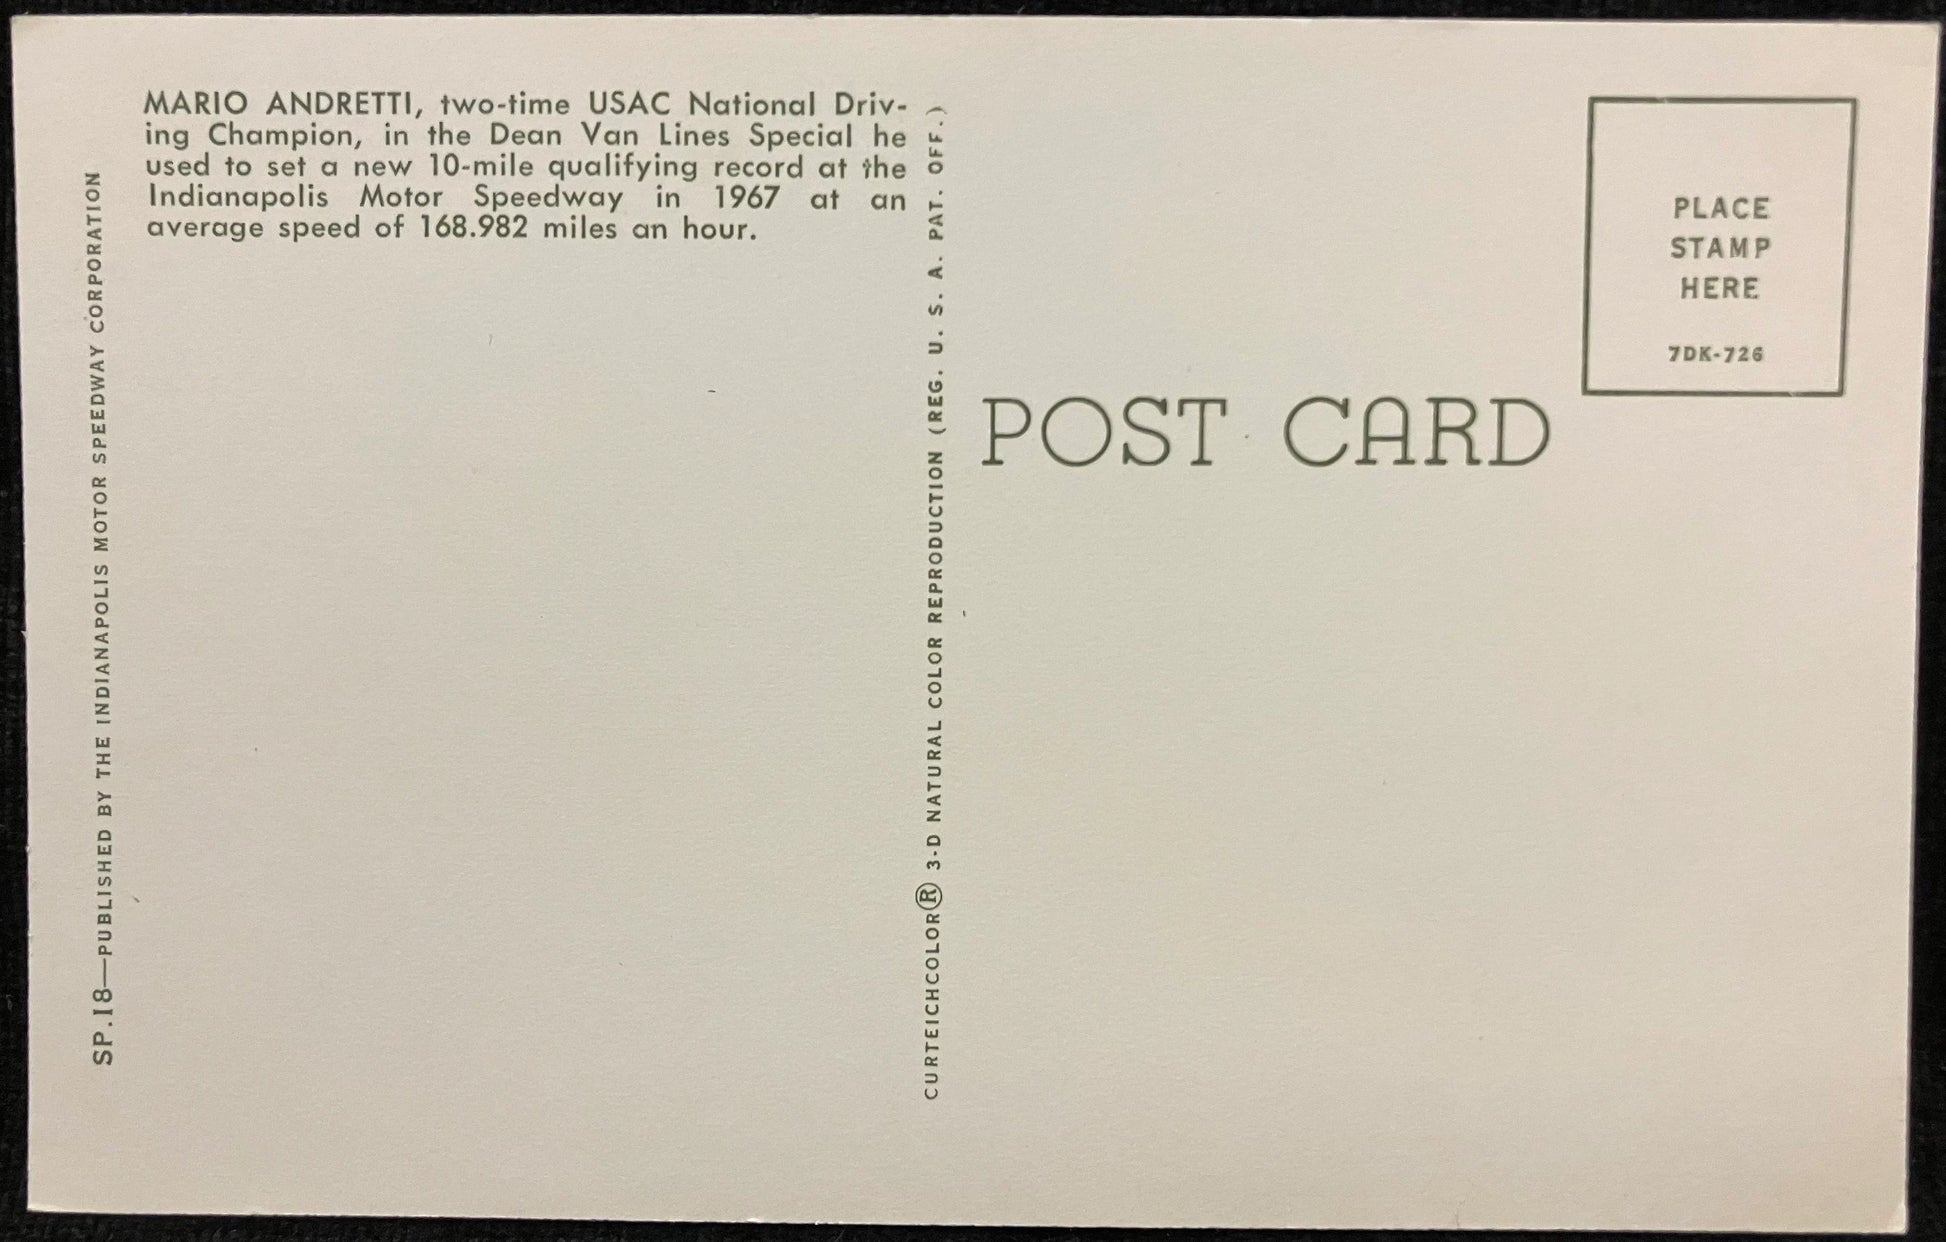 MARIO ANDRETTI, two-time USAC National Driv-
ing Champion, in the Dean Van Lines Special he
used to set a new 10-mile qualifying record at the
Indianapolis Motor Speedway in 1967 at an
average speed of 168.982 miles an hour.
SP.18—PUBLISHED BY THE INDIANAPOLIS MOTOR SPEEDWAY CORPORATION
CURTEICHCOLOR® 3-D NATURAL COLOR REPRODUCTION (REG. U. S. A. PAT. OFF.)
POST CARD
PLACE
STAMP
HERE
7DK-726